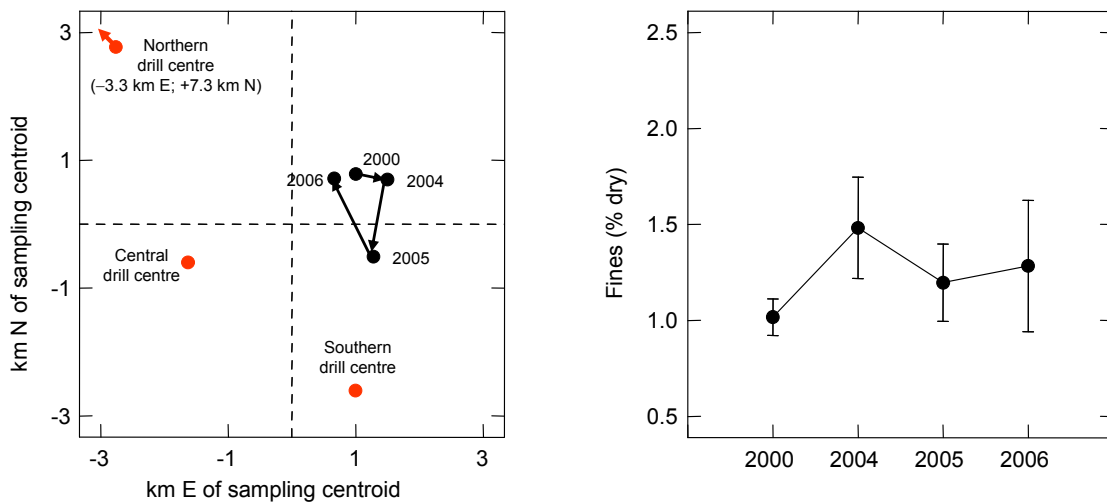 3
1
-1
-3
km N of sampling centroid
Northern
drill centre
(–3.3 km E; +7.3 km N)
2000
2006
2004
2005
Central
drill centre
Southern
drill centre
-3
-1
1
3
km E of sampling centroid
2.5
2.0
1.5
1.0
0.5
Fines (% dry)
2000
2004
2005
2006